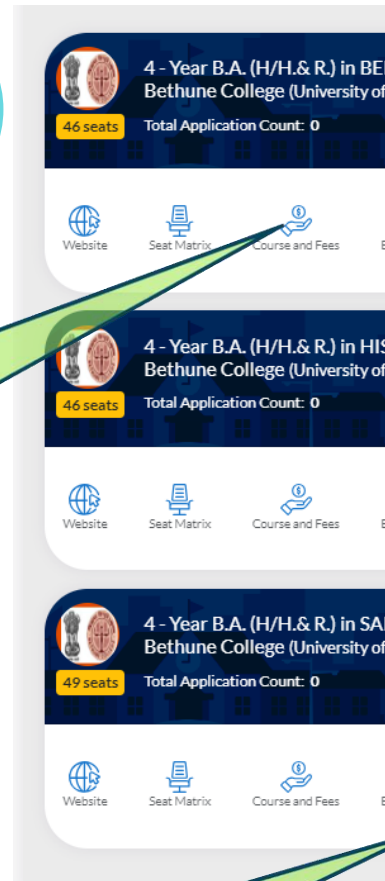 4 - Year B.A. (H/H.& R.) in
Bethune College (University of
46 seats
Total Application Count: 0
Website
Seat Matrix
Course and Fees
4 - Year B.A. (H/H.& R.) in
Bethune College (University of
46 seats
Total Application Count: 0
Website
Seat Matrix
Course and Fees
4 - Year B.A. (H/H.& R.) in
Bethune College (University of
49 seats
Total Application Count: 0
Website
Seat Matrix
Course and Fees